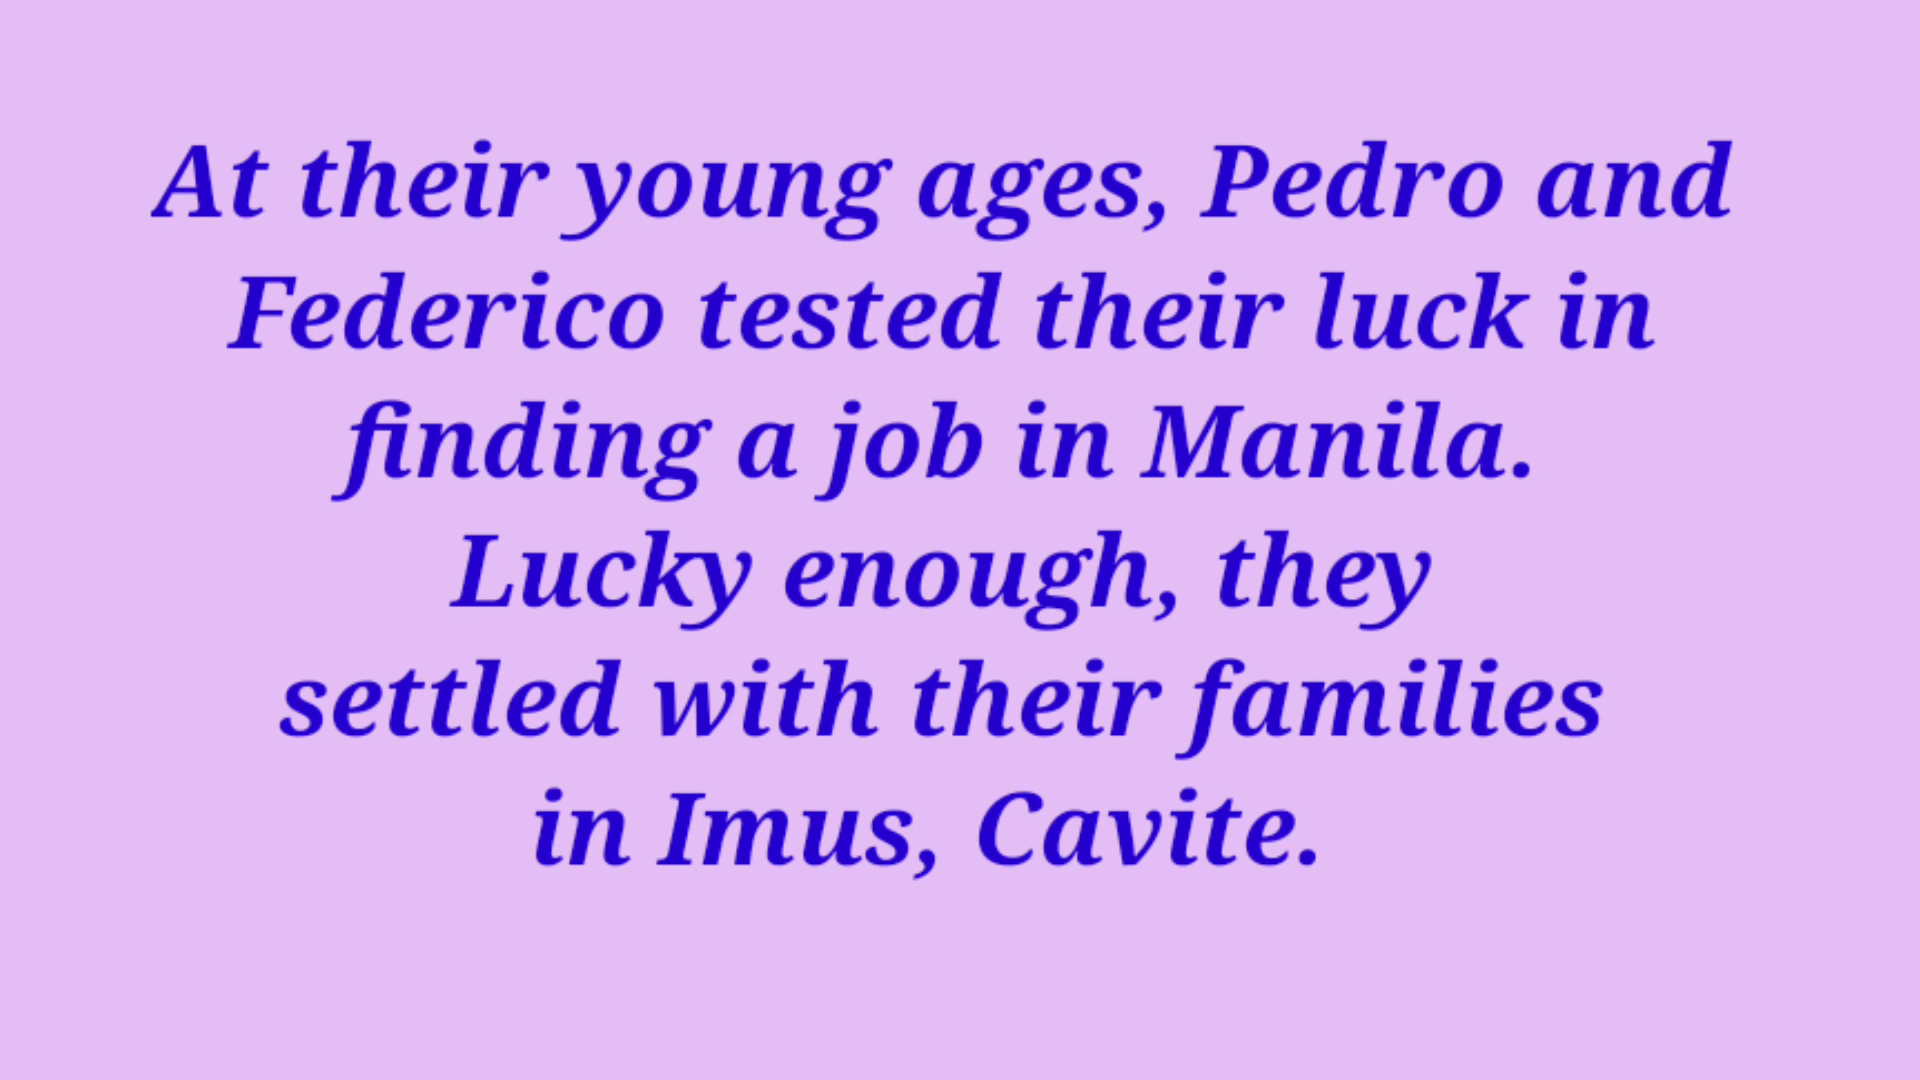 At their young ages, Pedro and
Federico tested their luck in
finding a job in Manila.
Lucky enough, they
settled with their families
in Imus, Cavite.